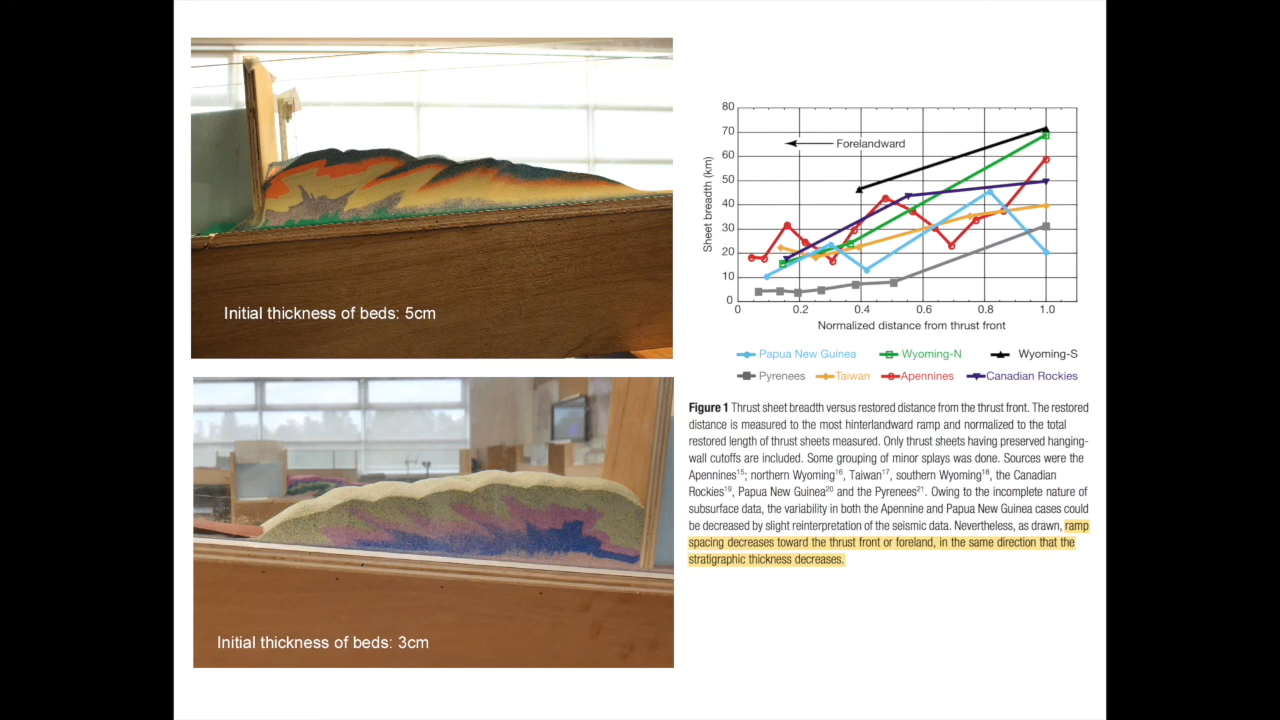 Initial thickness of beds: 5cm
Initial thickness of beds: 3cm
80
70
60
50
40
30
20
10
0
Sheet breadth (km)
Forelandward
0 0.2 0.4 0.6 0.8 1.0
Normalized distance from thrust front
Papua New Guinea Wyoming-N Wyoming-S
Pyrenees Taiwan Apennines Canadian Rockies
Figure 1 Thrust sheet breadth versus restored distance from the thrust front. The restored
distance is measured to the most hinterlandward ramp and normalized to the total
restored length of thrust sheets measured. Only thrust sheets having preserved hanging-
wall cutoffs are included. Some grouping of minor splays was done. Sources were the
Apennines15; northern Wyoming16, Taiwan17, southern Wyoming18, the Canadian
Rockies19, Papua New Guinea20 and the Pyrenees21. Owing to the incomplete nature of
subsurface data, the variability in both the Apennine and Papua New Guinea cases could
be decreased by slight reinterpretation of the seismic data. Nevertheless, as drawn, ramp
spacing decreases toward the thrust front or foreland, in the same direction that the
stratigraphic thickness decreases.